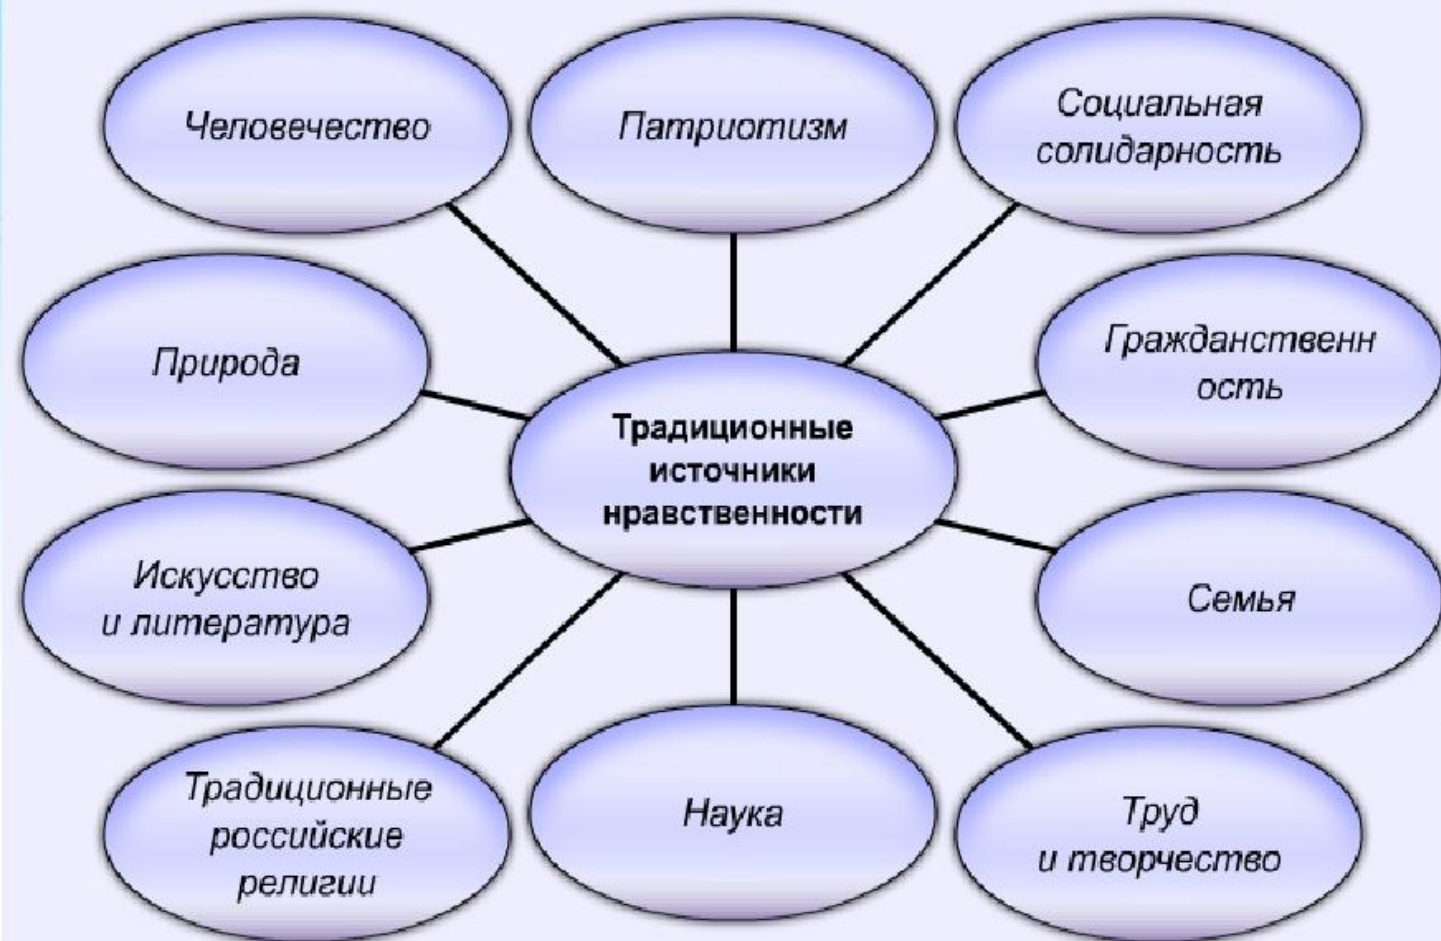 Человечество
Патриотизм
Социальная
солидарность
Природа
Гражданственн
ость
Традиционные
источники
нравственности
Искусство
и литература
Семья
Традиционные
российские
религии
Наука
Труд
и творчество